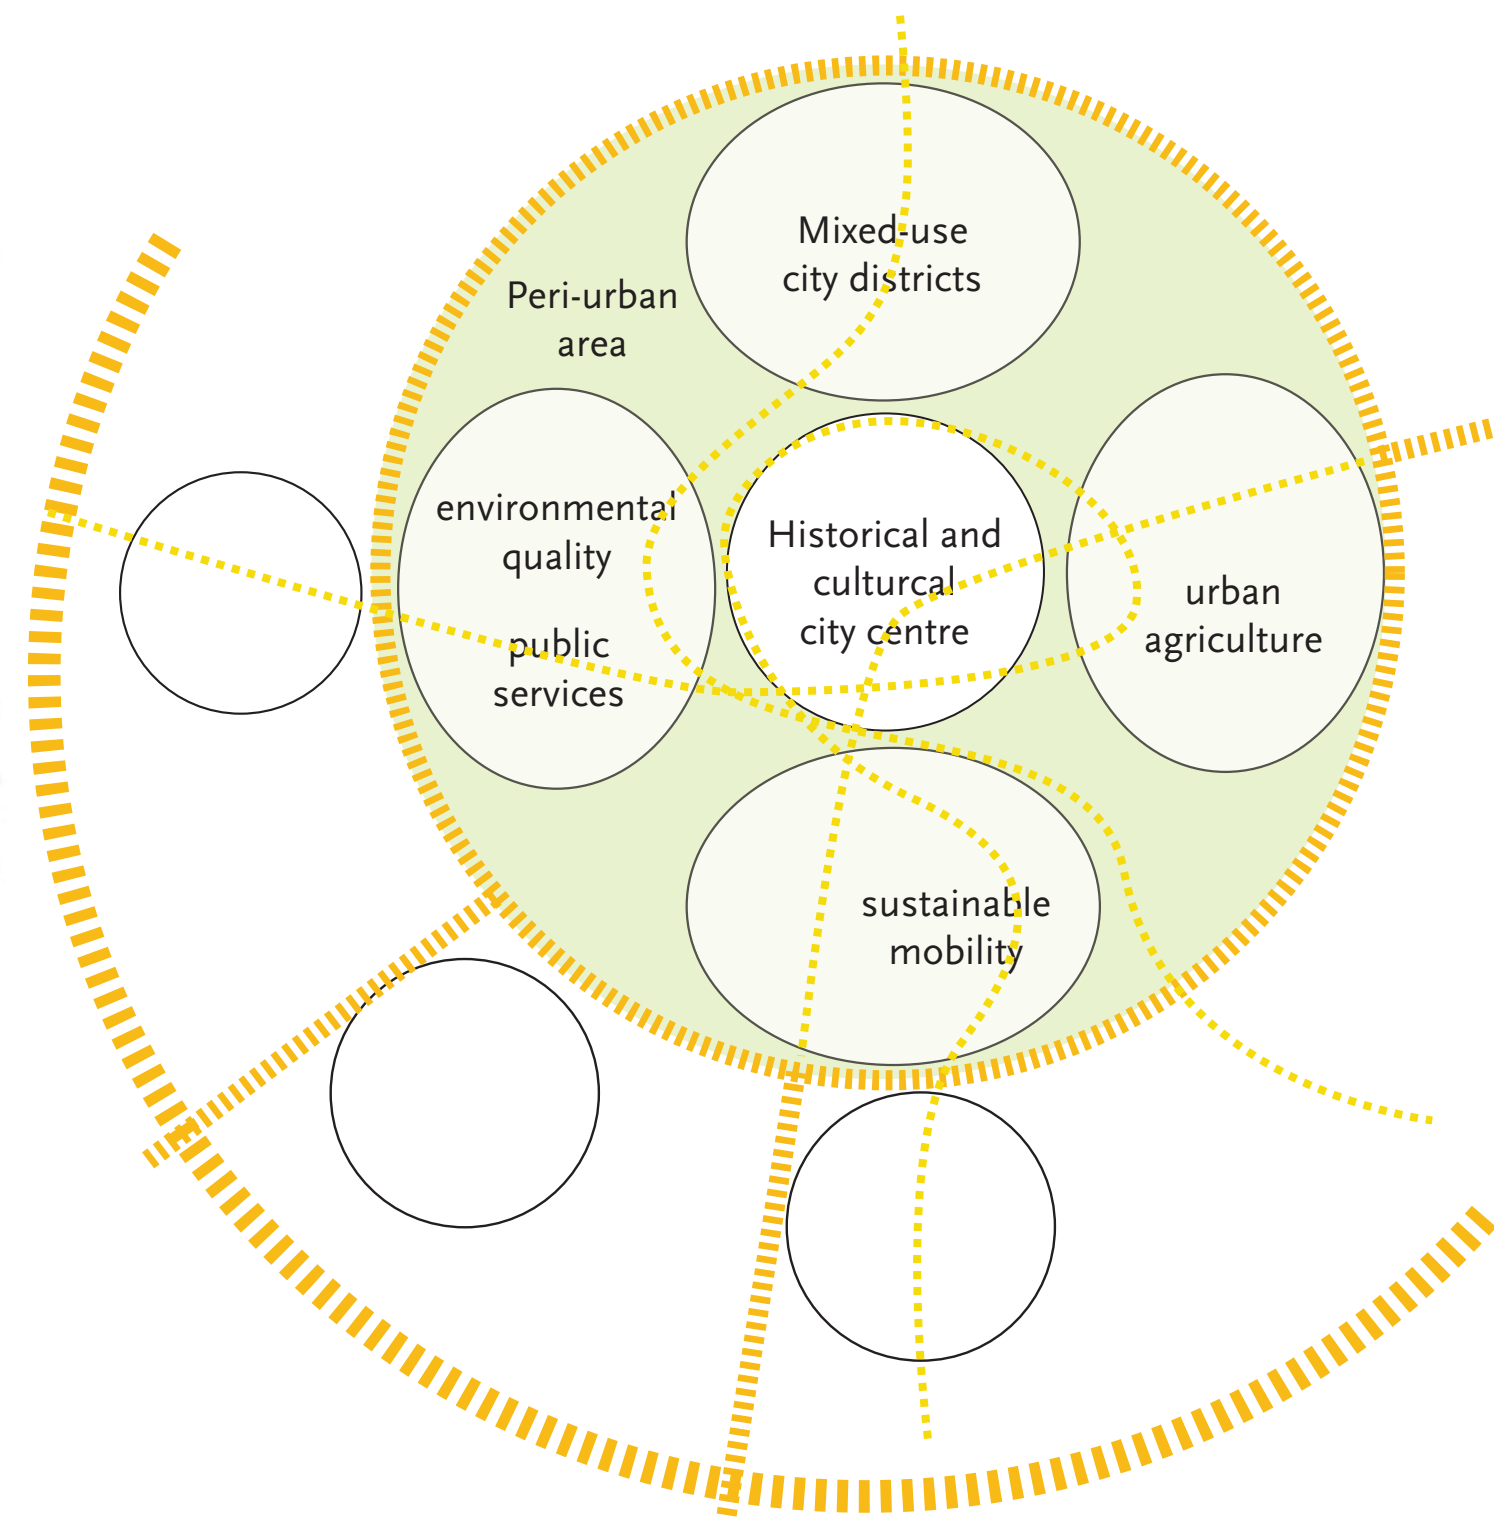 Mixed-use
city districts
Peri-urban
area
environmental
quality
public
services
Historical and
culturcal
city centre
urban
agriculture
sustainable
mobility